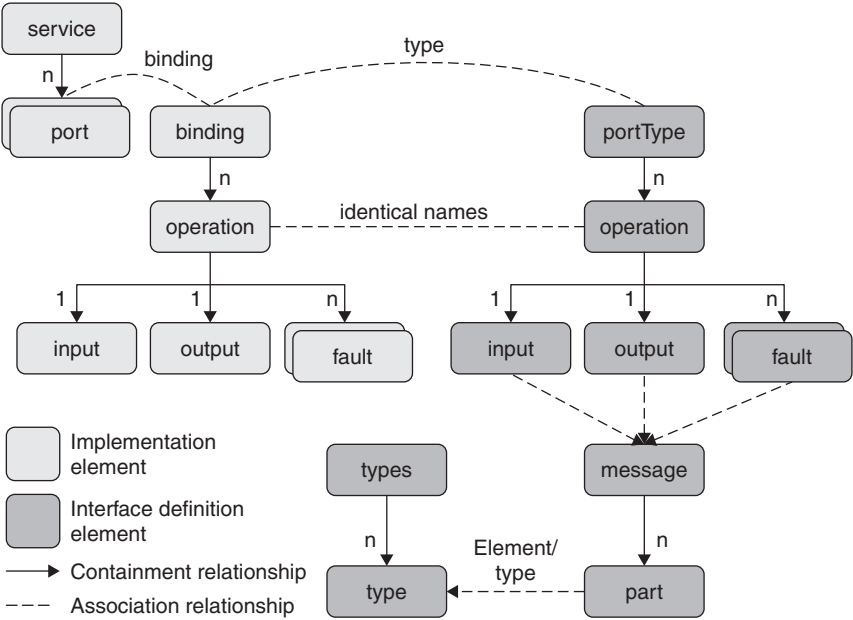 service
n
binding
type
port
binding
portType
n
n
operation
identical names
operation
1
1
n
1
1
n
input
output
fault
input
output
fault
Implementation
element
types
message
Interface definition
element
n
Element/
type
n
Containment relationship
type
part
Association relationship